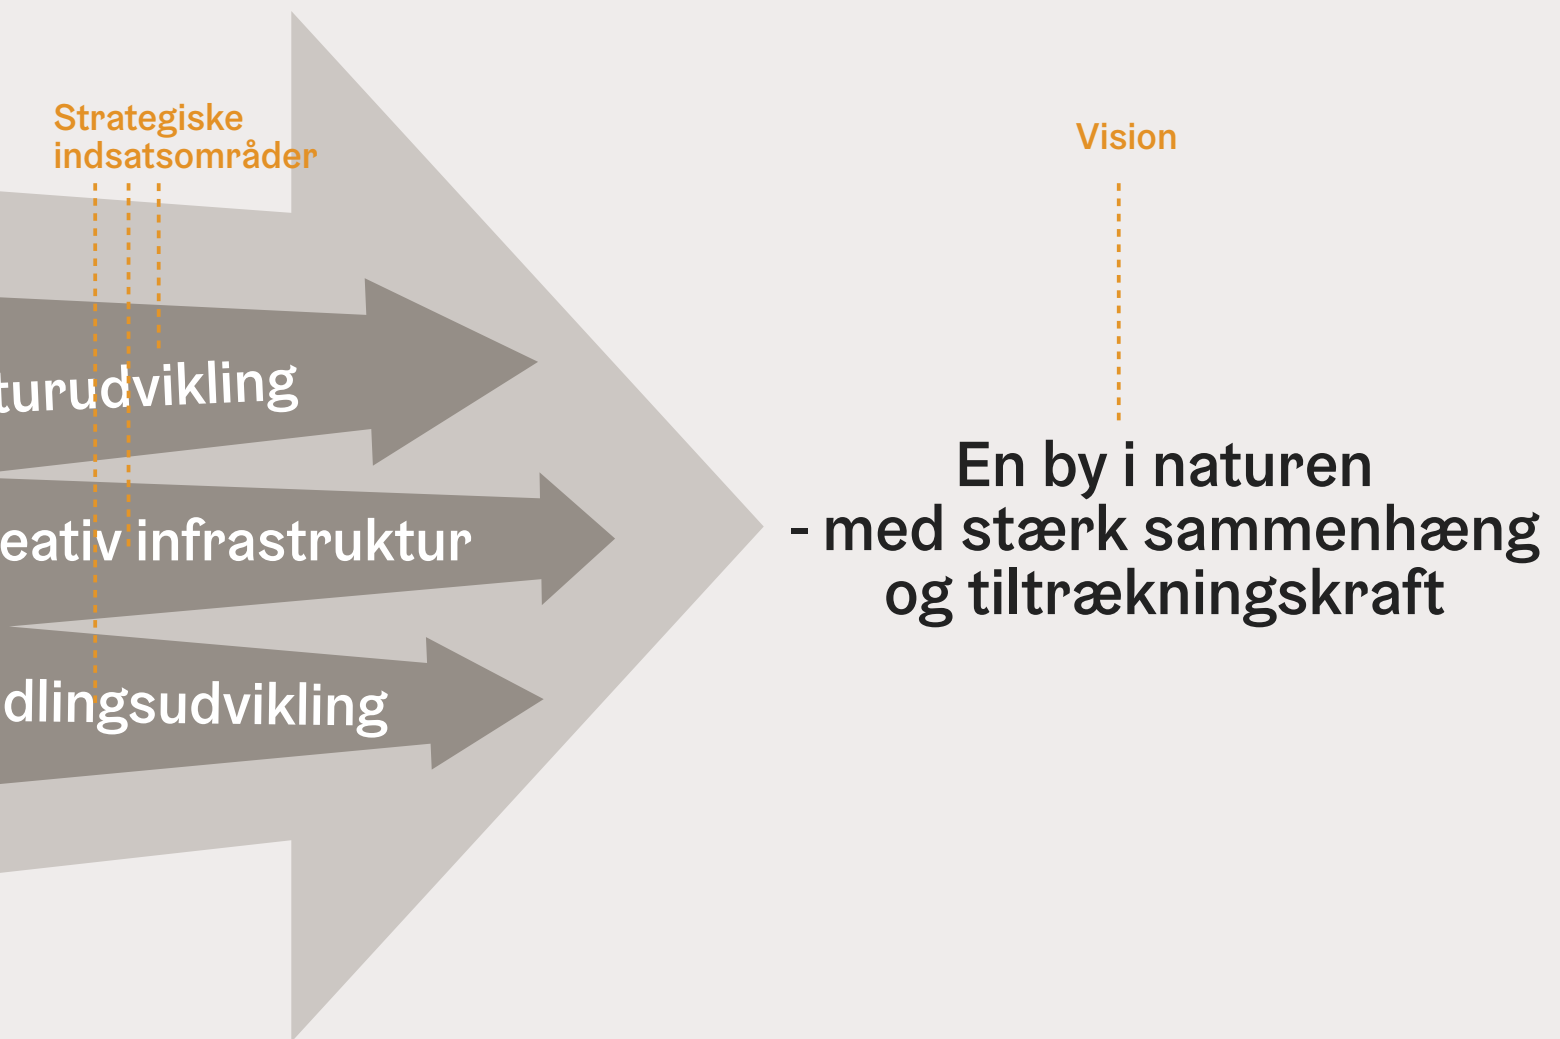 Strategiske
indsatsområder
Vision
turudvikling
eativ infrastruktur
dlingsudvikling
En by i naturen
- med stærk sammenhæng
og tiltrækningskraft